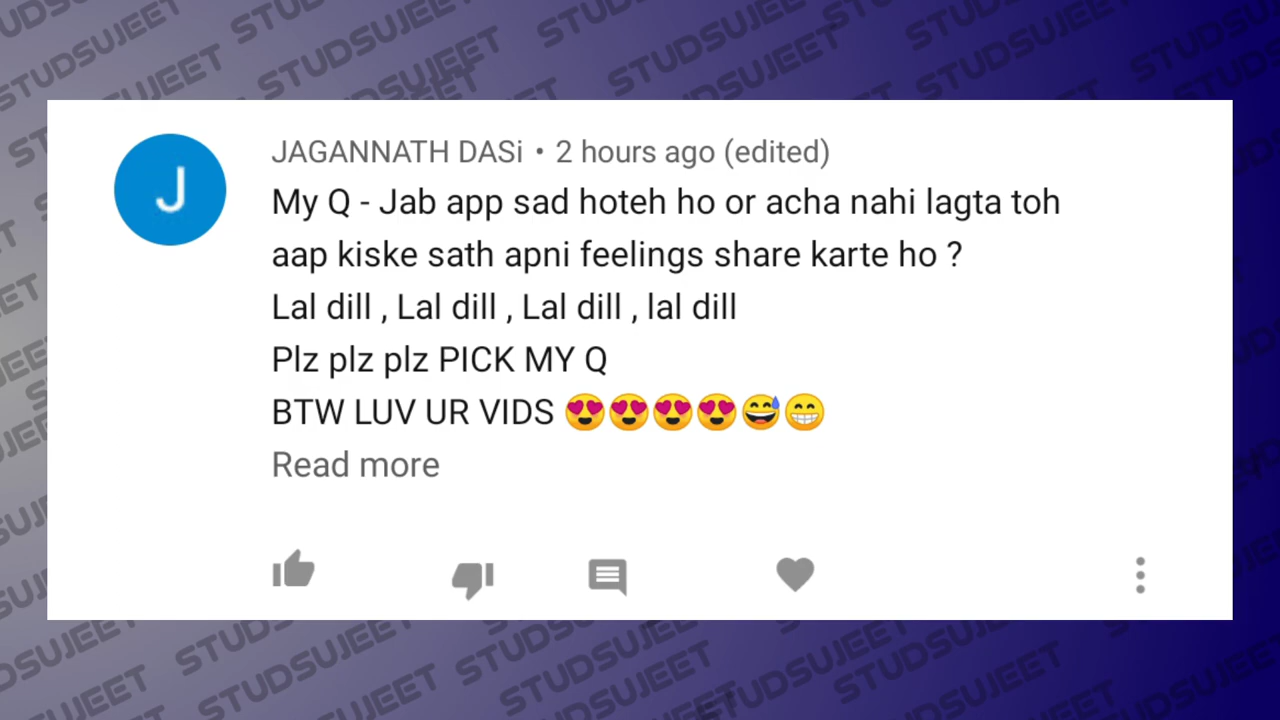 JAGANNATH DASi • 2 hours ago (edited)
My Q - Jab app sad hoteh ho or acha nahi lagta toh
aap kiske sath apni feelings share karte ho ?
Lal dill , Lal dill , Lal dill , lal dill
Plz plz plz PICK MY Q
BTW LUV UR VIDS 😍😍😍😍😅😁
Read more
J
STUDSUJEET